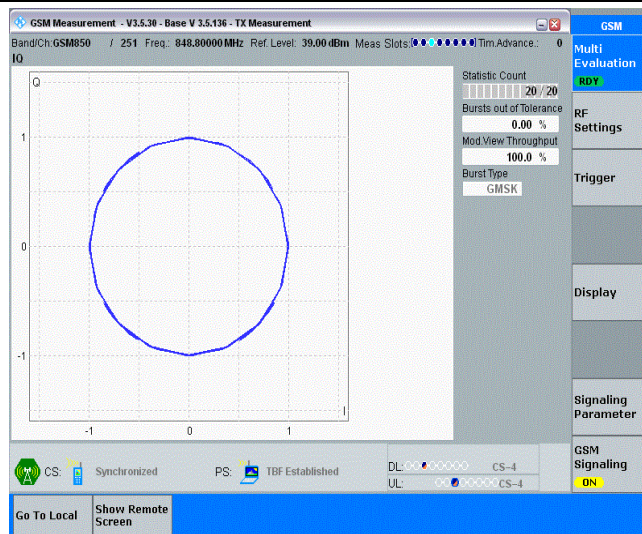 GSM Measurement - V3.5.30 - Base V 3.5.136 - TX Measurement
Band/Ch:GSM850 / 251 Freq.: 848.80000 MHz Ref. Level: 39.00 dBm Meas Slots: Tim.Advance.: 0
IQ
Q
1
0
-1
-1 0 1
I
Statistic Count
20 / 20
Bursts out of Tolerance
0.00 %
Mod.View Throughput
100.0 %
Burst Type
GMSK
GSM
Multi
Evaluation
RDY
RF
Settings
Trigger
Display
Signaling
Parameter
GSM
Signaling
ON
CS: Synchronized PS: TBF Established
DL: CS-4
UL: CS-4
Go To Local
Show Remote
Screen